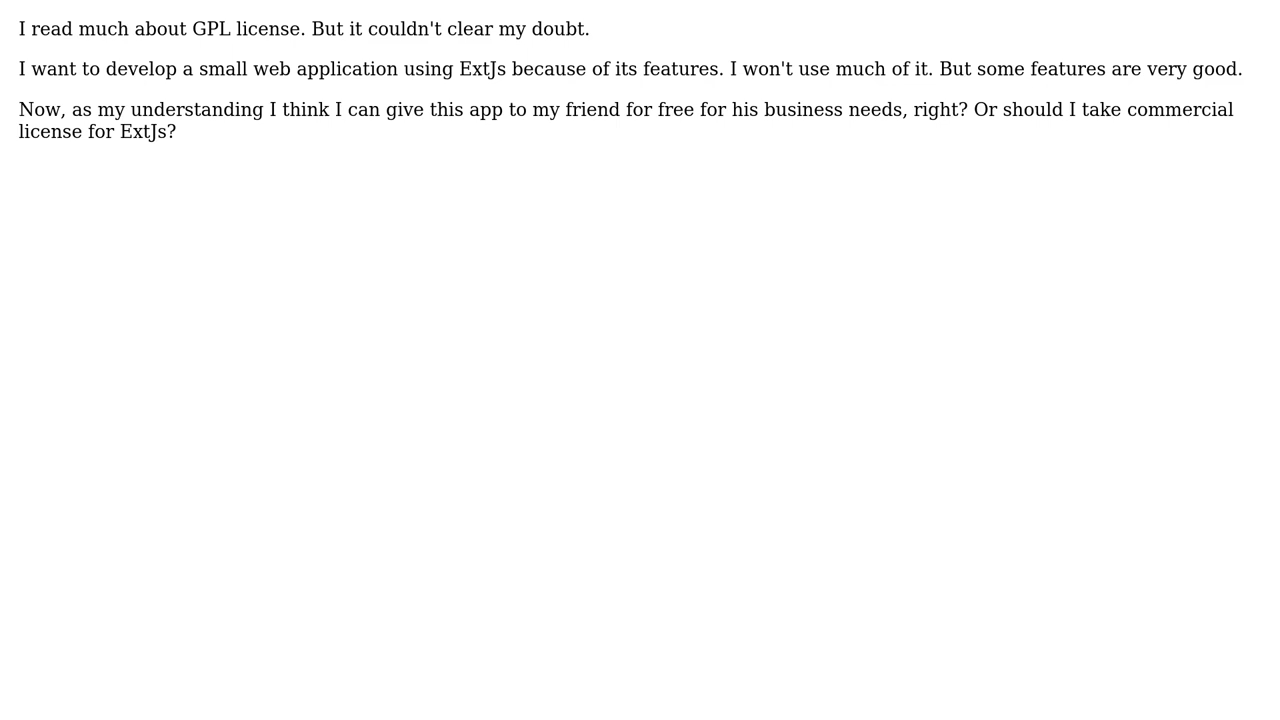 I read much about GPL license. But it couldn't clear my doubt.
I want to develop a small web application using ExtJs because of its features. I won't use much of it. But some features are very good.
Now, as my understanding I think I can give this app to my friend for free for his business needs, right? Or should I take commercial
license for ExtJs?